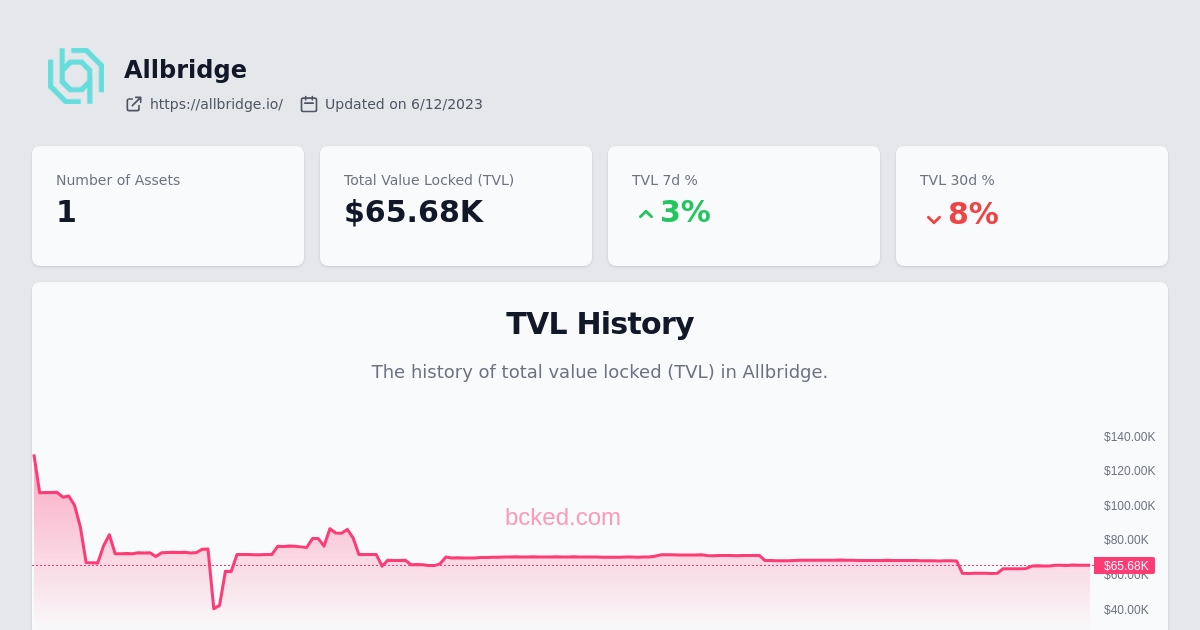 Allbridge
https://allbridge.io/ Updated on 6/12/2023
Number of Assets
1
Total Value Locked (TVL)
$65.68K
TVL 7d %
3%
TVL 30d %
8%
TVL History
The history of total value locked (TVL) in Allbridge.
$140.00K
$120.00K
$100.00K
bcked.com
$80.00K
$65.68K
$60.00K
$40.00K